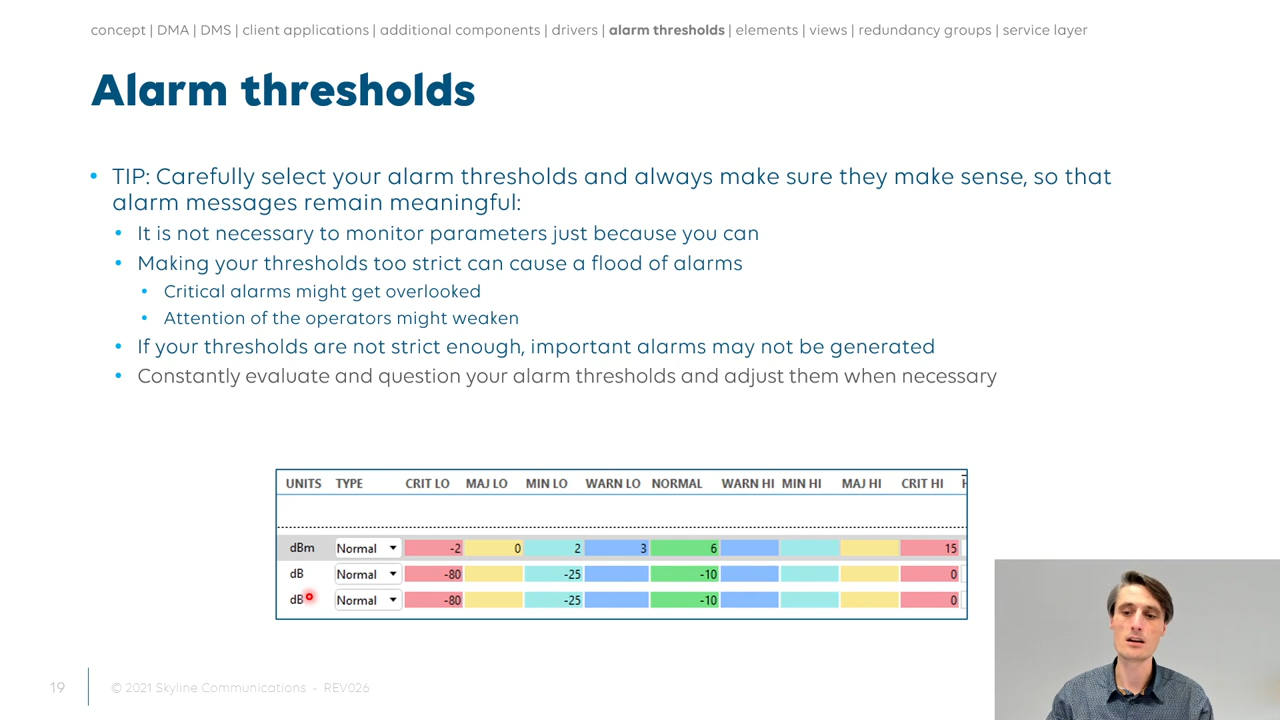 concept | DMA | DMS | client applications | additional components | drivers | alarm thresholds | elements | views | redundancy groups | service layer
Alarm thresholds
• TIP: Carefully select your alarm thresholds and always make sure they make sense, so that
alarm messages remain meaningful:
• It is not necessary to monitor parameters just because you can
• Making your thresholds too strict can cause a flood of alarms
• Critical alarms might get overlooked
• Attention of the operators might weaken
• If your thresholds are not strict enough, important alarms may not be generated
• Constantly evaluate and question your alarm thresholds and adjust them when necessary
UNITS TYPE CRIT LO MAJ LO MIN LO WARN LO NORMAL WARN HI MIN HI MAJ HI CRIT HI
dBm Normal -2 0 2 3 6 15
dB Normal -80 -25 -10 0
dB Normal -80 -25 -10 0
19 © 2021 Skyline Communications - REV026